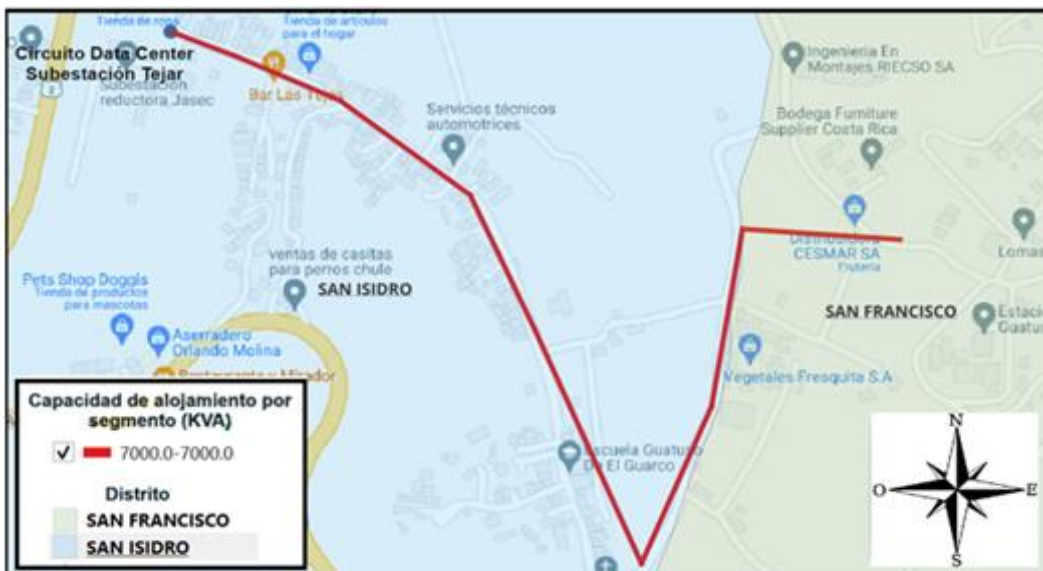 Tienda de ropa
Tienda de artículos
para el hogar
Circuito Data Center
Subestación Tejar
Subestación
reductora Jasec
2
Bar Las Tejas
Servicios técnicos
automotrices
Ingenieria En
Montajes RIECSO SA
Bodega Furniture
Supplier Costa Rica
Distribuidora
CESMAR SA
Frutería
Lomas
ventas de casitas
para perros chule
SAN ISIDRO
Pets Shop Doggis
Tienda de productos
para mascotas
Aserradero
Orlando Molina
Restaurante y Mirador
SAN FRANCISCO
Estació
Guatus
Vegetales Fresquita S.A
Escuela Guatuso
De El Guarco
Capacidad de alojamiento por
segmento (KVA)
7000.0-7000.0
Distrito
SAN FRANCISCO
SAN ISIDRO
N
O
E
S